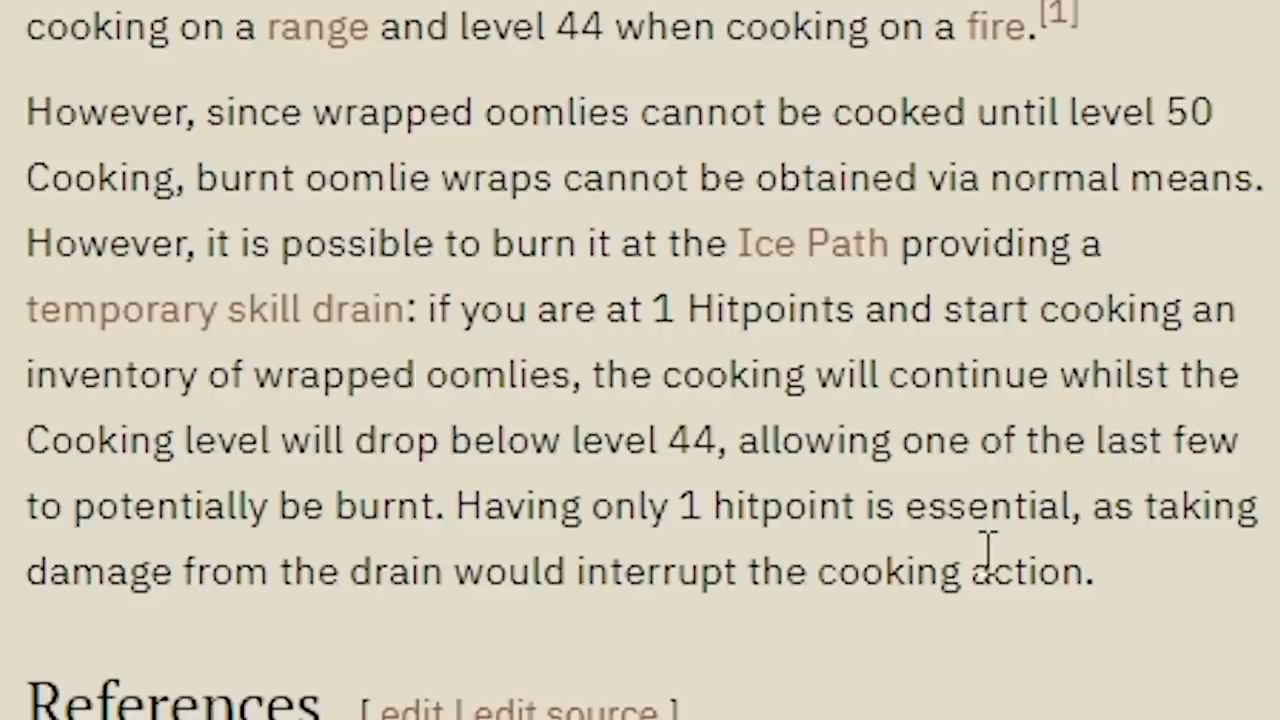 cooking on a range and level 44 when cooking on a fire.[1]
However, since wrapped oomlies cannot be cooked until level 50
Cooking, burnt oomlie wraps cannot be obtained via normal means.
However, it is possible to burn it at the Ice Path providing a
temporary skill drain: if you are at 1 Hitpoints and start cooking an
inventory of wrapped oomlies, the cooking will continue whilst the
Cooking level will drop below level 44, allowing one of the last few
to potentially be burnt. Having only 1 hitpoint is essential, as taking
damage from the drain would interrupt the cooking action.
References [ edit | edit source ]